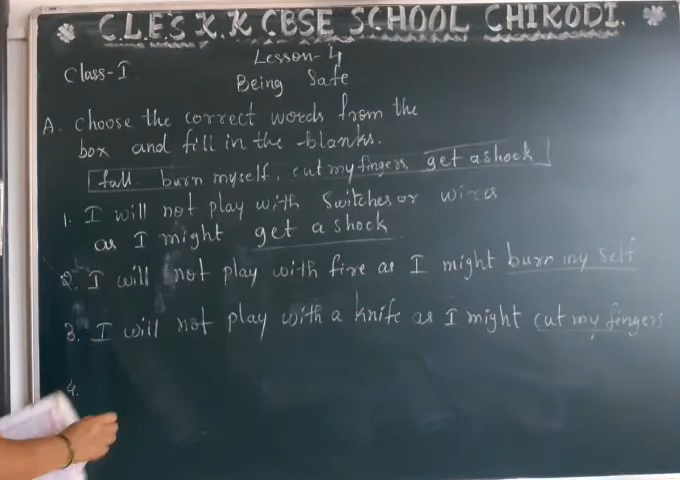 C.L.E'S K.K CBSE SCHOOL CHIKODI.
Lesson-4
Class-I
Being Safe
A. Choose the correct words from the
box and fill in the blanks.
fall. burn myself, cut my fingers get a shock
1. I will not play with switches or wires
as I might get a shock
2. I will not play with fire as I might burn my self
3. I will not play with a knife as I might cut my fingers
4.